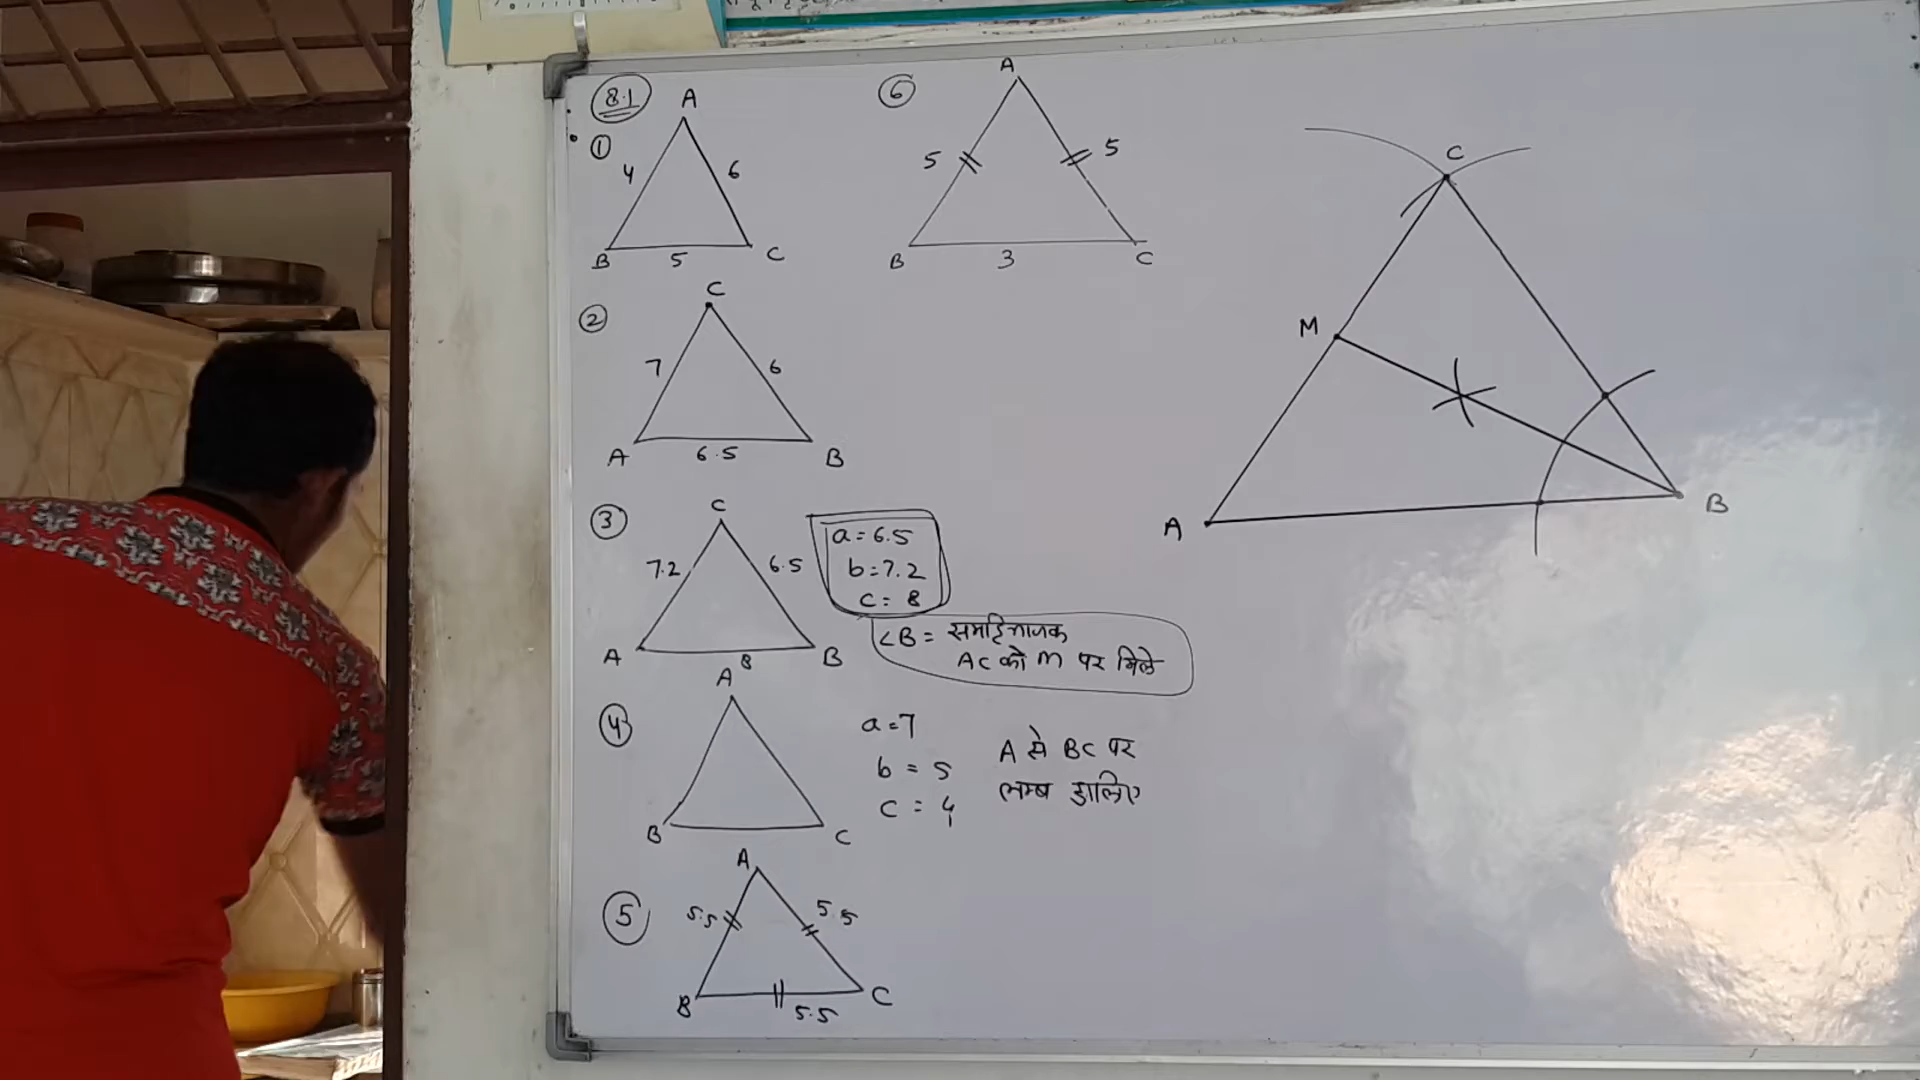 8.1
①
A
4
6
B
5
C
②
C
7
6
A
6.5
B
③
C
7.2
6.5
A
8
B
a = 6.5
b = 7.2
c = 8
∠B = समद्विभाजक
AC को M पर मिले
④
A
B
C
a = 7
b = 5
c = 4
A से BC पर
लम्ब डालिए
⑤
A
5.5
5.5
B
5.5
C
⑥
A
5
5
B
3
C
C
M
A
B